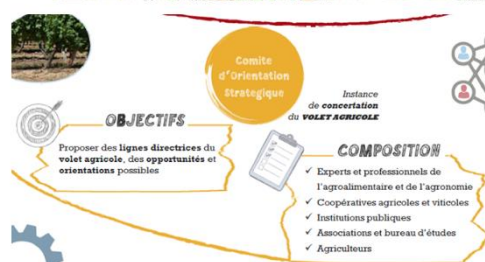 Comite
d'Orientation
Strategique
Instance
de concertation
du VOLET AGRICOLE
OBJECTIFS
Proposer des lignes directrices du
volet agricole, des opportunités et
orientations possibles
COMPOSITION
✓ Experts et professionnels de
l'agroalimentaire et de l'agronomie
✓ Coopératives agricoles et viticoles
✓ Institutions publiques
✓ Associations et bureau d'études
✓ Agriculteurs